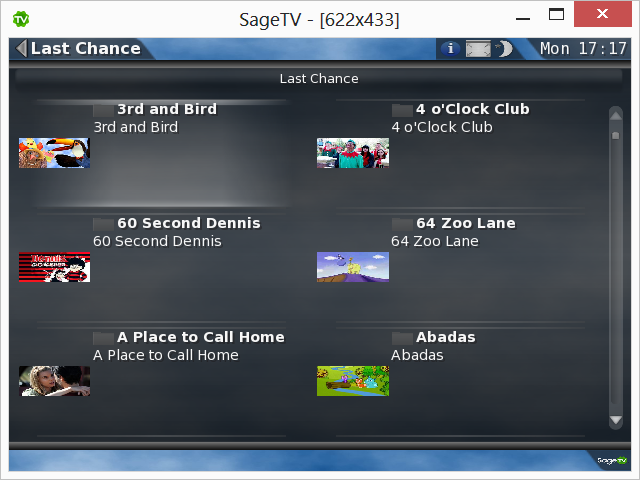 SageTV - [622x433]
Last Chance
Mon 17:17
Last Chance
3rd and Bird
3rd and Bird
4 o'Clock Club
4 o'Clock Club
60 Second Dennis
60 Second Dennis
64 Zoo Lane
64 Zoo Lane
A Place to Call Home
A Place to Call Home
Abadas
Abadas
SageTV